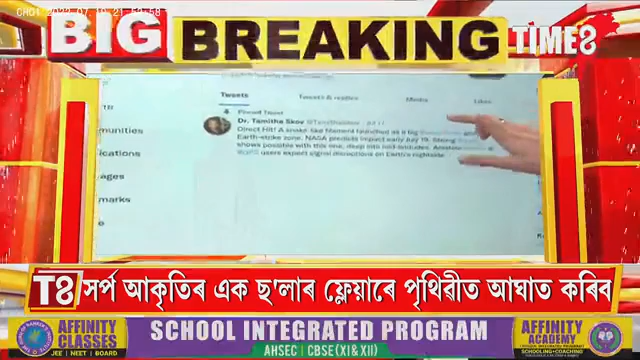 BIG BREAKING
TIME8
Tweets
Tweets & replies
Media
Likes
Pinned Tweet
Dr. Tamitha Skov
Direct Hit! A snake-like filament launched as a big
Earth-strike zone. NASA predicts impact early July 19. Strong
shows possible with this one, deep into mid-latitudes. Amateur
users expect signal disruptions on Earth's nightside.
munities
ications
ages
marks
T8
সৰ্প আকৃতিৰ এক ছ'লাৰ ফ্লেয়াৰে পৃথিৱীত আঘাত কৰিব
AFFINITY CLASSES
JEE | NEET | BOARD
SCHOOL INTEGRATED PROGRAM
AHSEC | CBSE (XI & XII)
AFFINITY ACADEMY
SCHOOLING+COACHING